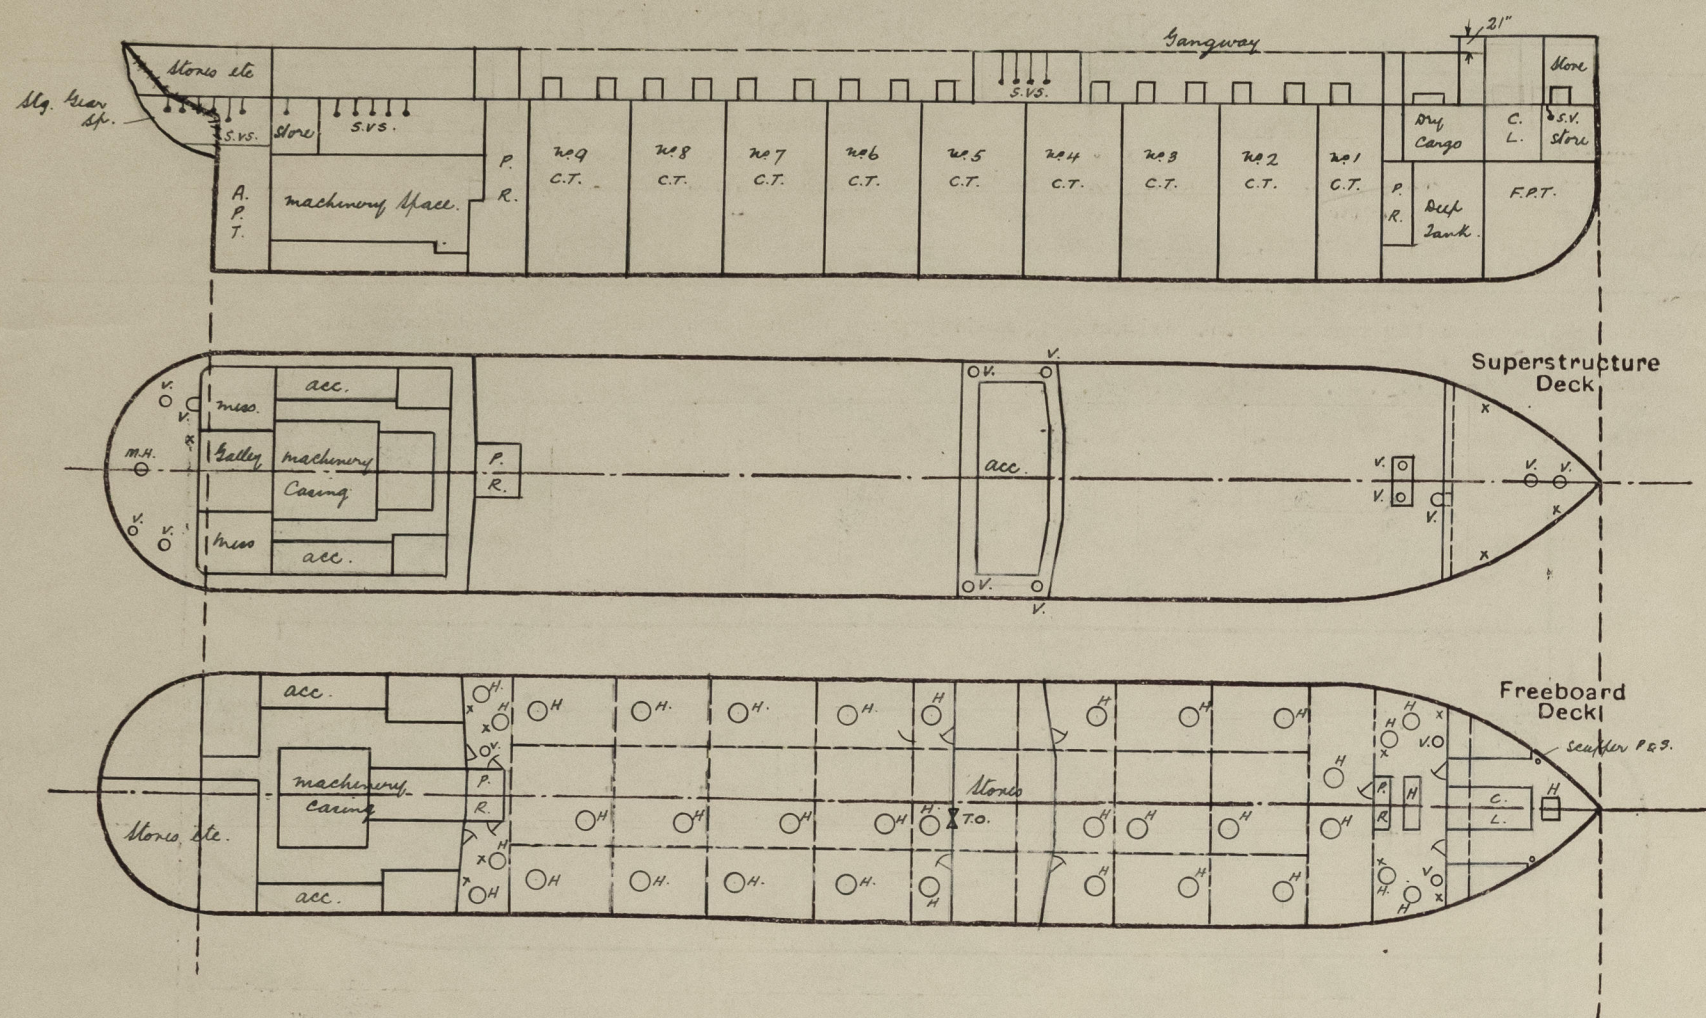 Gangway
21"
Stores etc
Store
Stg. Gear
Sp.
S.VS.
Store
S.VS.
S.VS.
Dry
Cargo
C.
L.
S.V.
Store
P.
R.
No 9
C.T.
No 8
C.T.
No 7
C.T.
No 6
C.T.
No 5
C.T.
No 4
C.T.
No 3
C.T.
No 2
C.T.
No 1
C.T.
A.
P.
T.
machinery Space.
P.
R.
Deep
Tank.
F.P.T.
Superstructure
Deck
V.
V.
V.
V.
acc.
mess.
M.H.
Galley
machinery
Casing
P.
R.
acc.
V.
V.
V.
V.
V.
V.
V.
mess
acc.
V.
V.
Freeboard
Deck
acc.
H.
H
V.
H
H.
H.
H.
H
H
H
H
H
H
V.
scupper P & S.
machinery
casing
P.
R.
Stores
H
P.
R
H
C.
L.
H
Stores etc.
H
H
H
H
H.
T.O.
H
H
H
H
H
acc.
H
H.
H.
H.
H
H
H
H
H.
H
V.